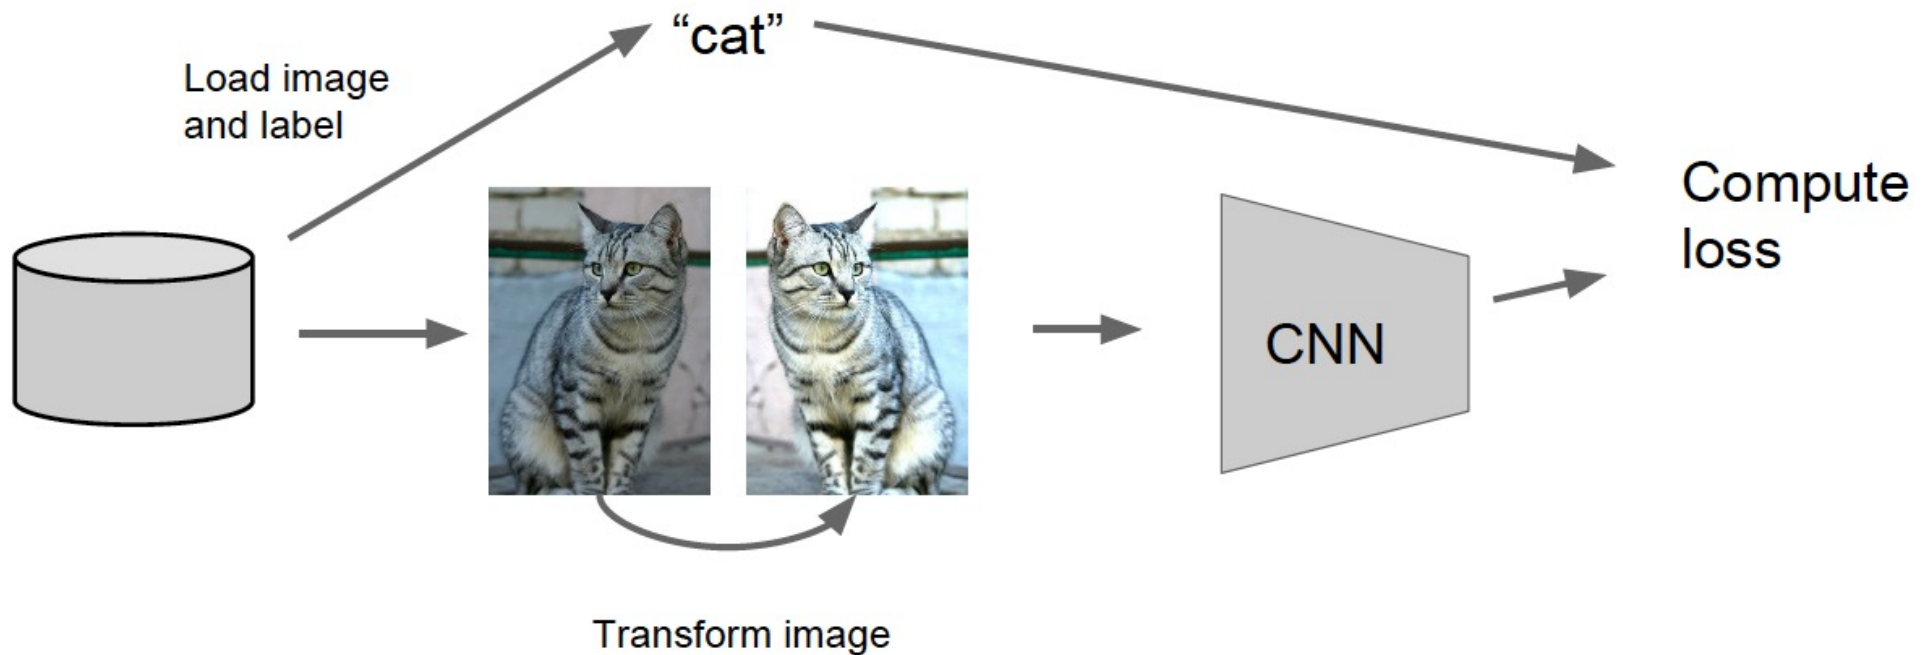 “cat”
Load image
and label
Compute
loss
CNN
Transform image